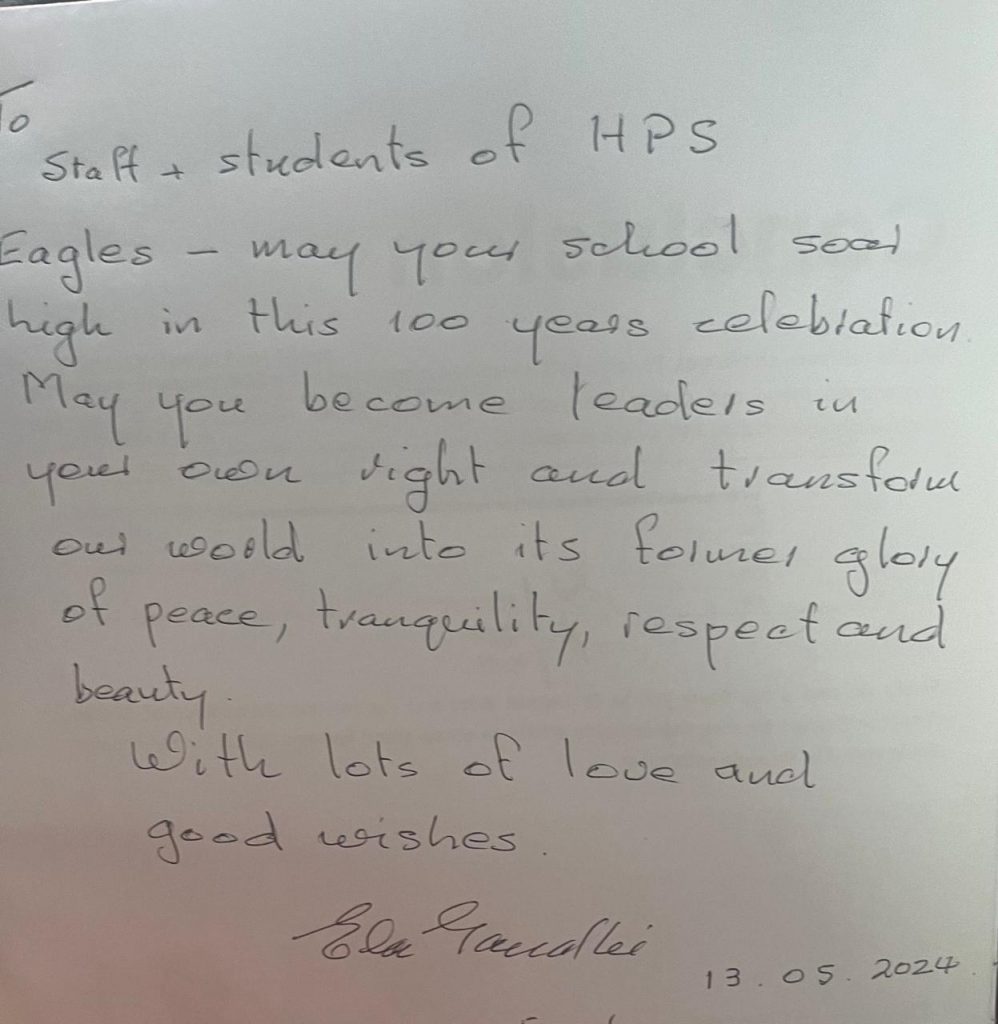 To
Staff + students of HPS
Eagles – may your school soar
high in this 100 years celebration.
May you become leaders in
your own right and transform
our world into its former glory
of peace, tranquility, respect and
beauty.
With lots of love and
good wishes.
Ela Gandhi
13.05.2024